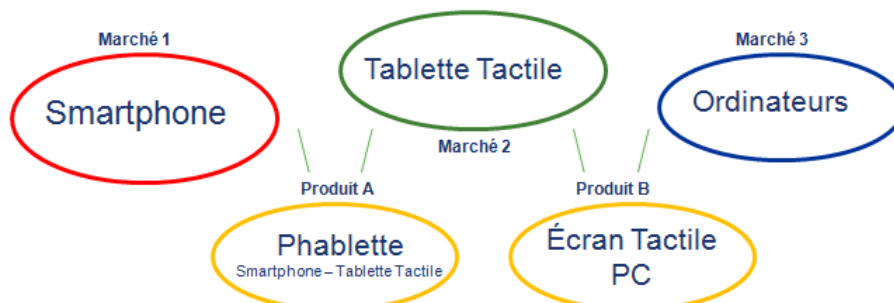 Marché 1
Smartphone
Tablette Tactile
Marché 2
Marché 3
Ordinateurs
Produit A
Phablette
Smartphone – Tablette Tactile
Produit B
Écran Tactile
PC